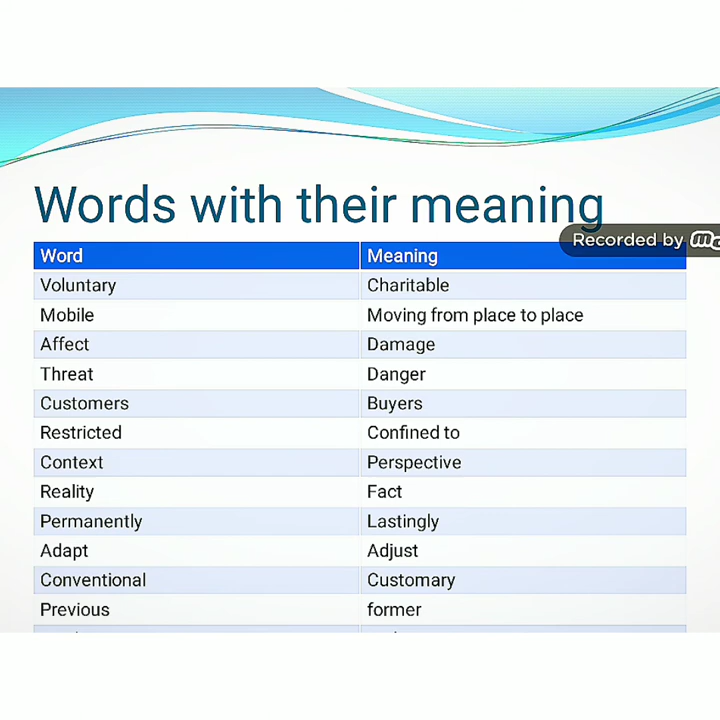 Words with their meaning
Recorded by
Word Meaning
Voluntary Charitable
Mobile Moving from place to place
Affect Damage
Threat Danger
Customers Buyers
Restricted Confined to
Context Perspective
Reality Fact
Permanently Lastingly
Adapt Adjust
Conventional Customary
Previous former